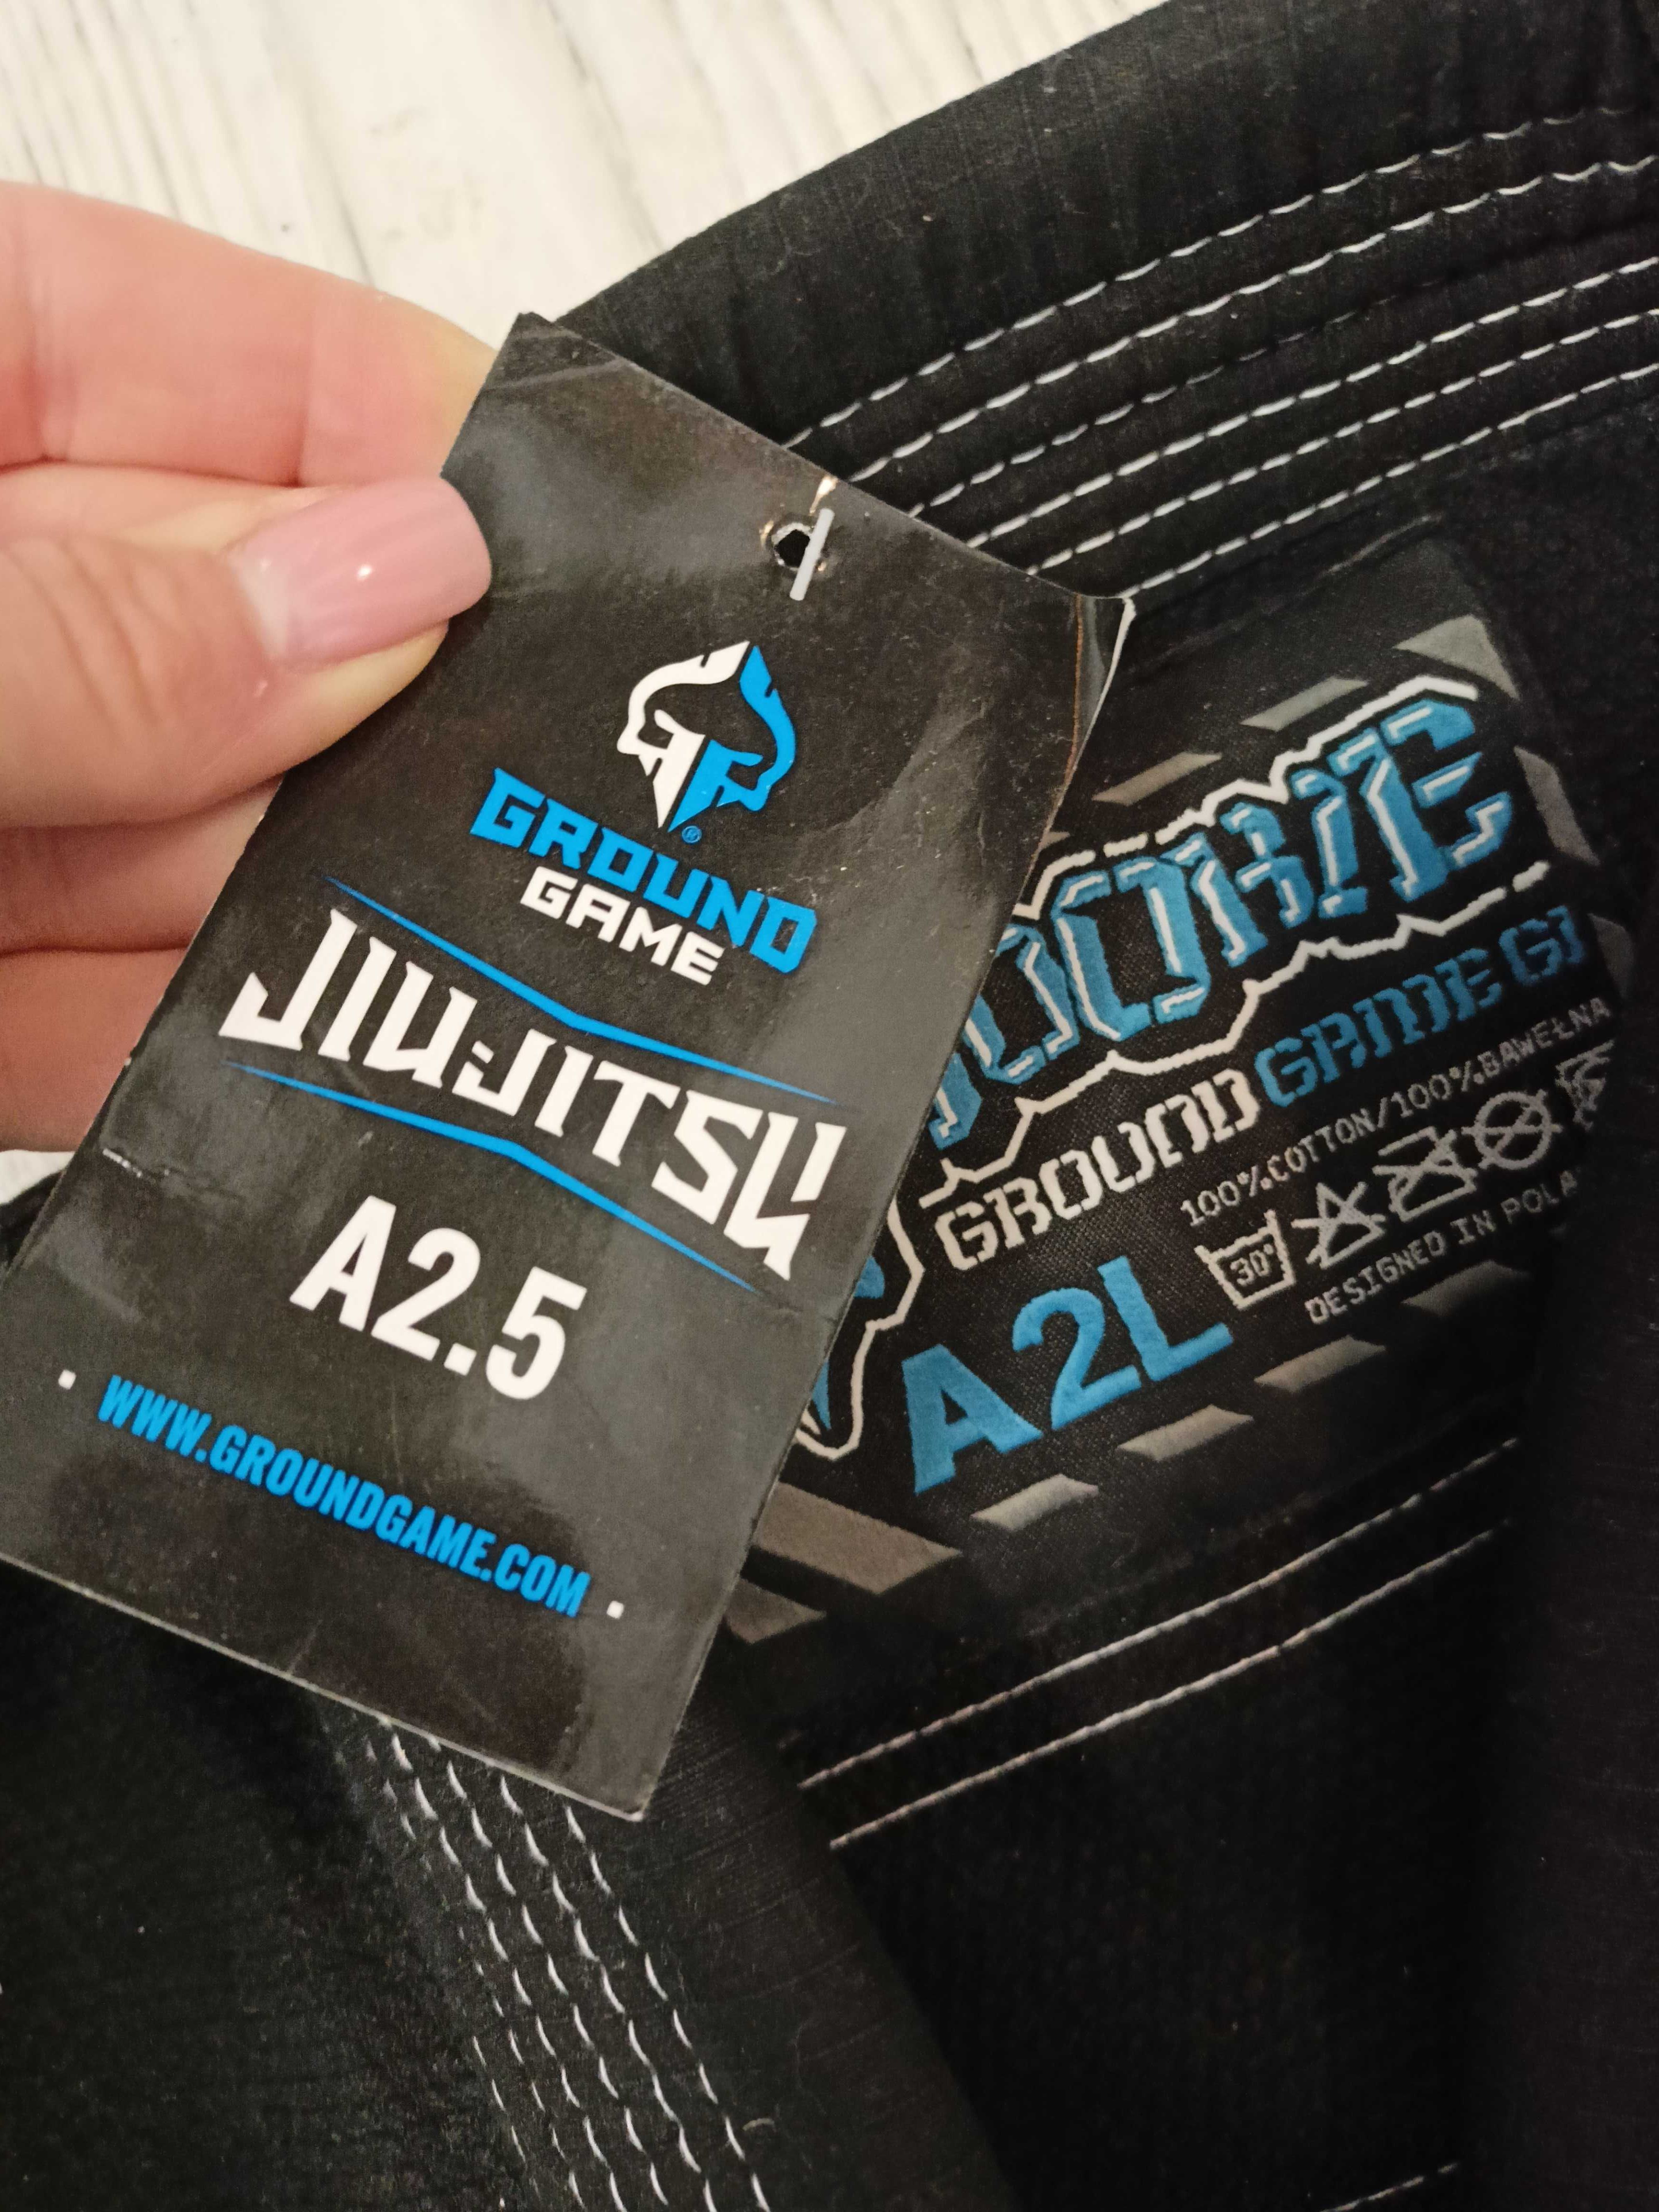 GROUND
GAME
JIU-JITSU
A2.5
. WWW.GROUNDGAME.COM .
GROUND GAME GI
100%COTTON/100%BAWEŁNA
30°
DESIGNED IN POLA
A2L